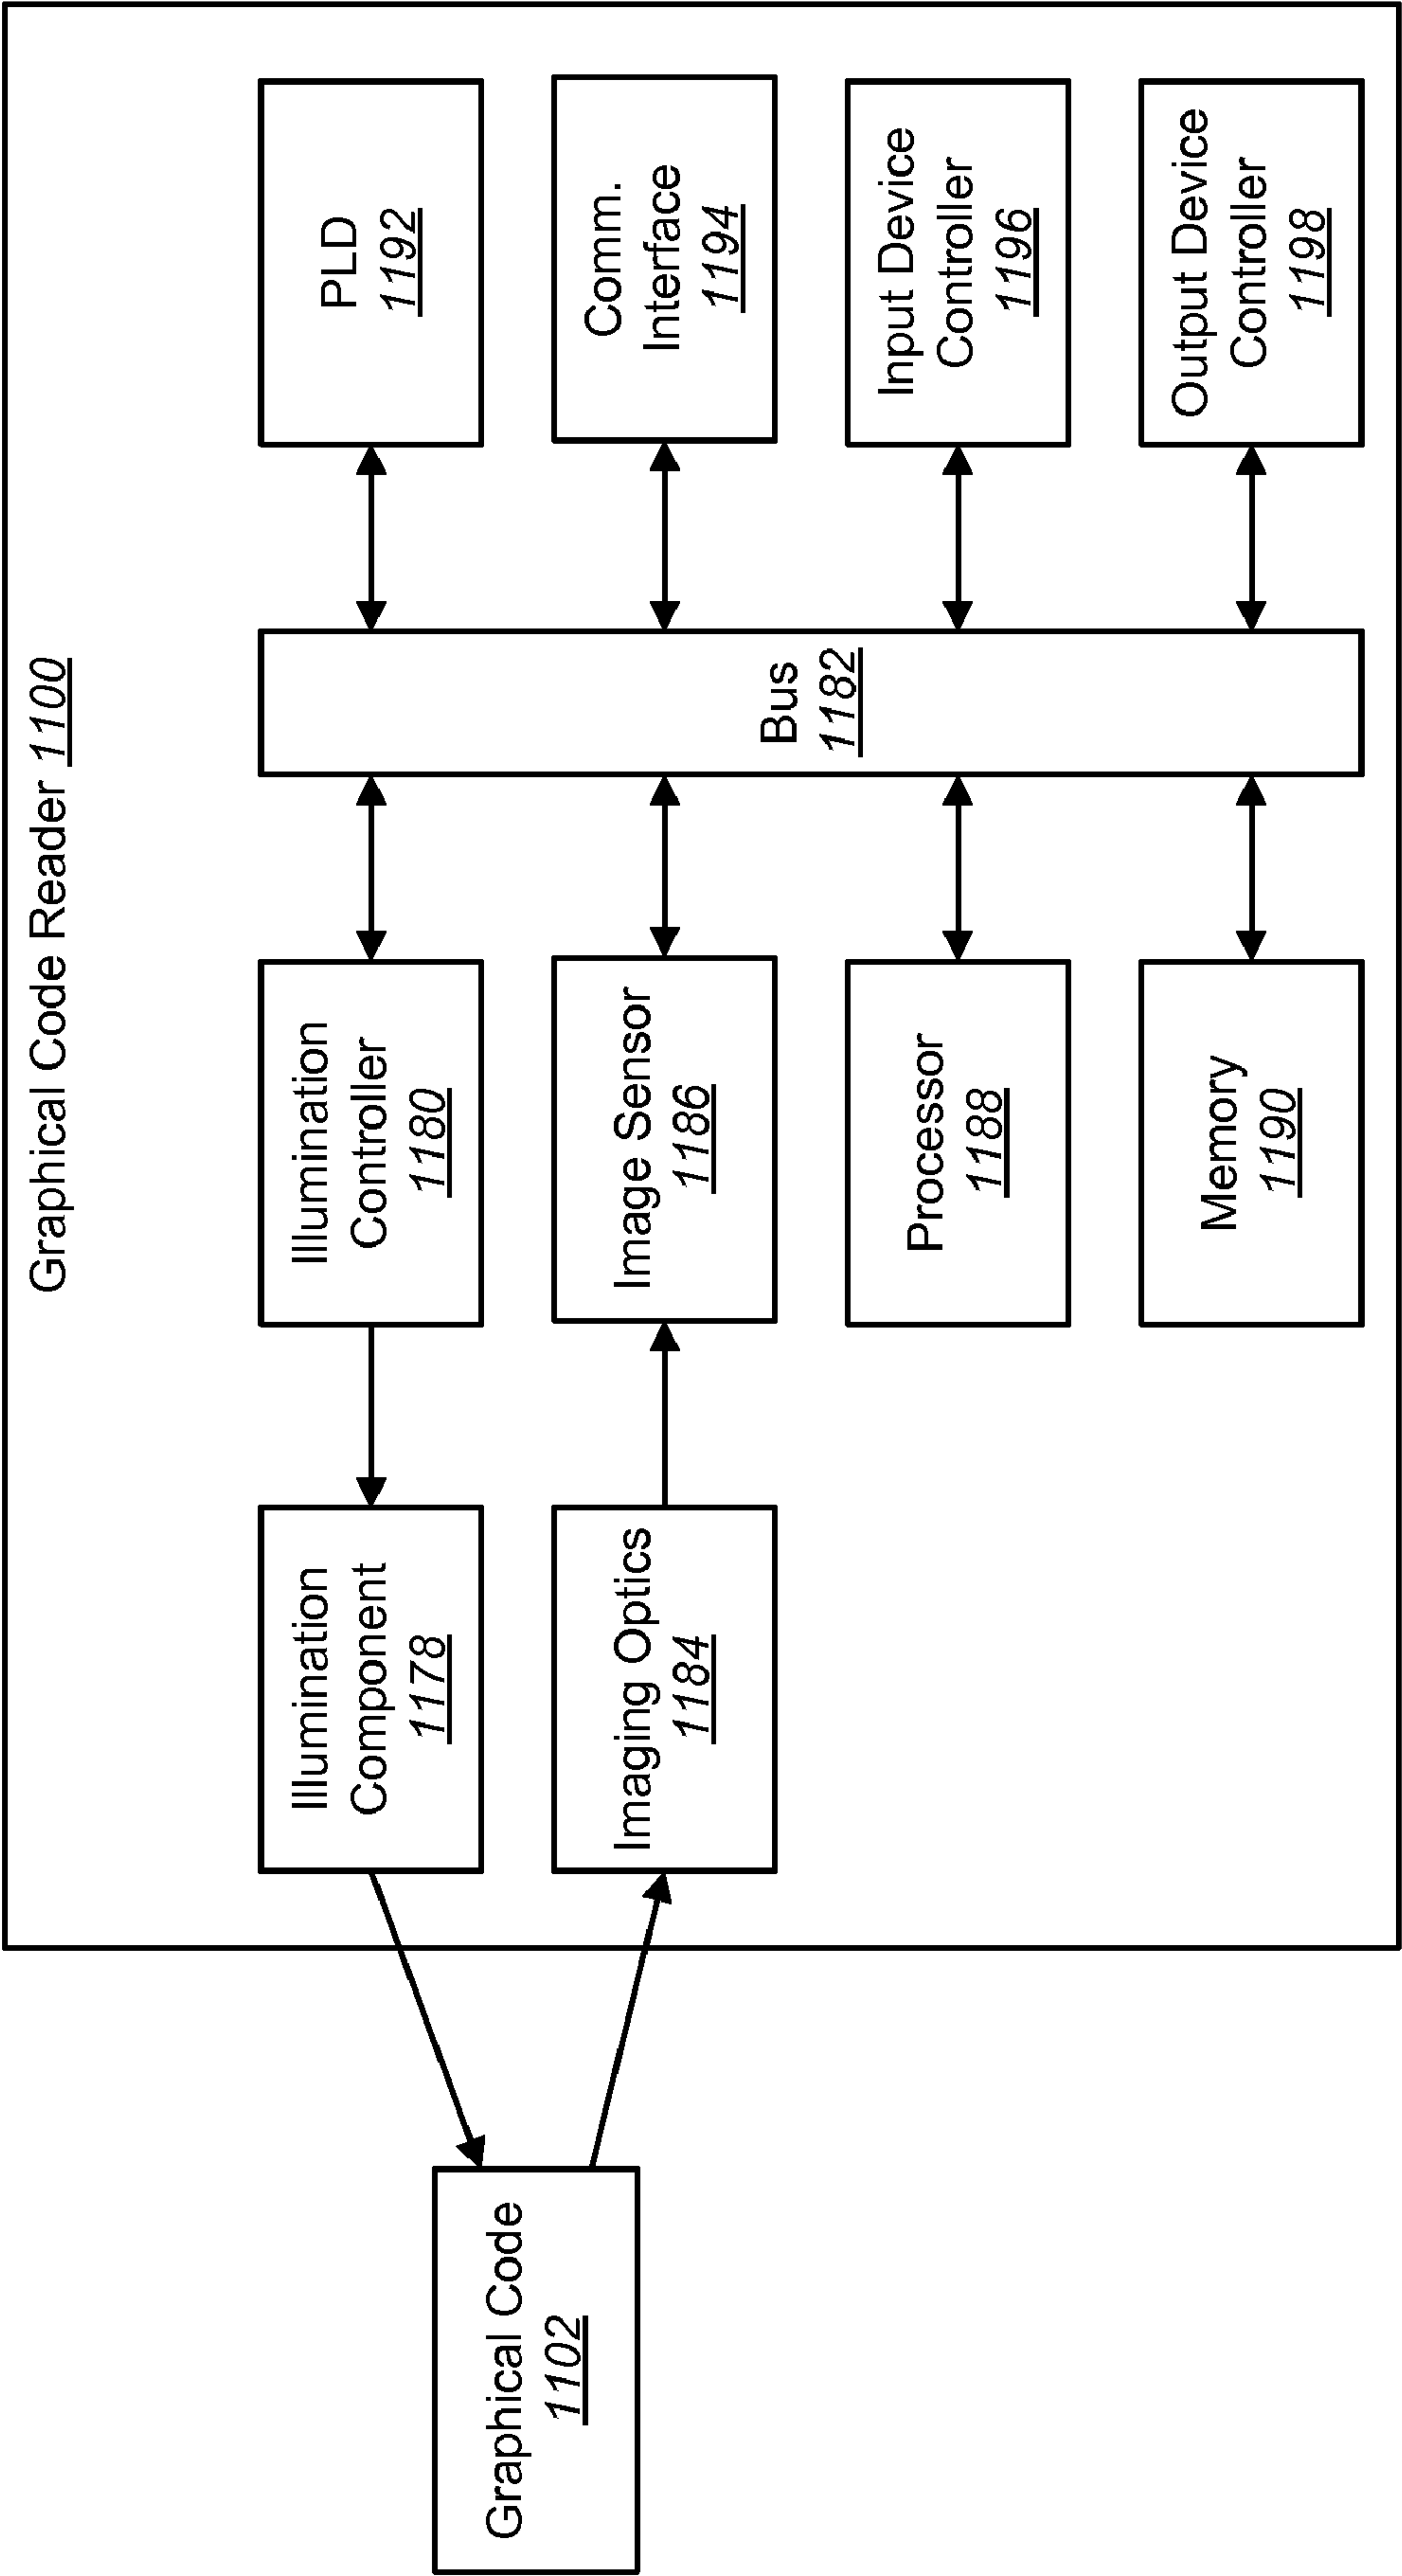 Graphical Code Reader 1100
Graphical Code
1102
Illumination
Component
1178
Illumination
Controller
1180
PLD
1192
Imaging Optics
1184
Image Sensor
1186
Comm.
Interface
1194
Bus
1182
Processor
1188
Input Device
Controller
1196
Memory
1190
Output Device
Controller
1198